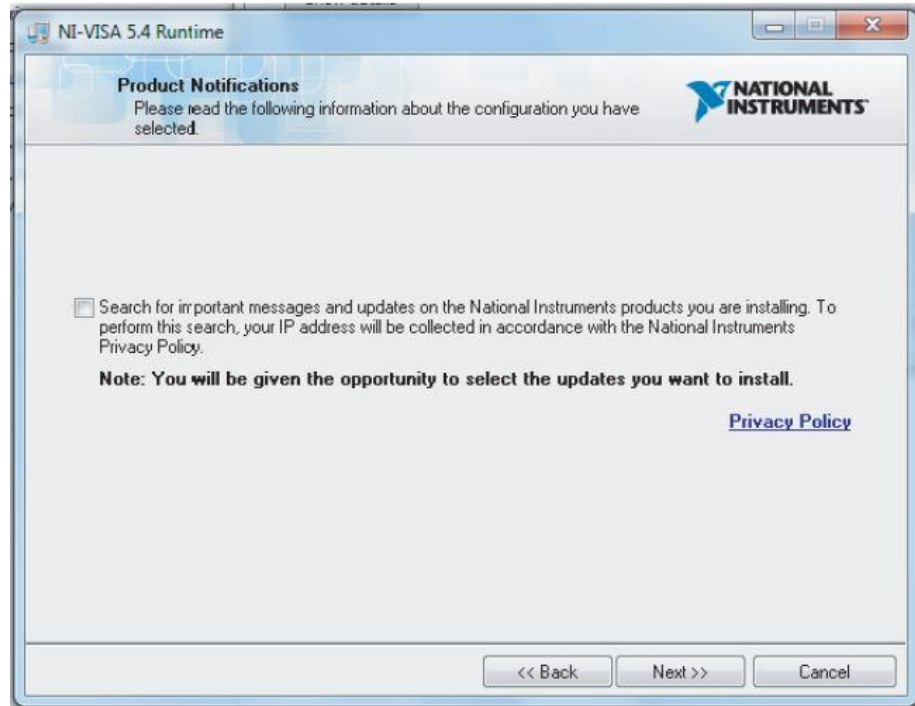 NI-VISA 5.4 Runtime
Product Notifications
Please read the following information about the configuration you have
selected.
NATIONAL
INSTRUMENTS
Search for important messages and updates on the National Instruments products you are installing. To
perform this search, your IP address will be collected in accordance with the National Instruments
Privacy Policy.
Note: You will be given the opportunity to select the updates you want to install.
Privacy Policy
<< Back
Next >>
Cancel